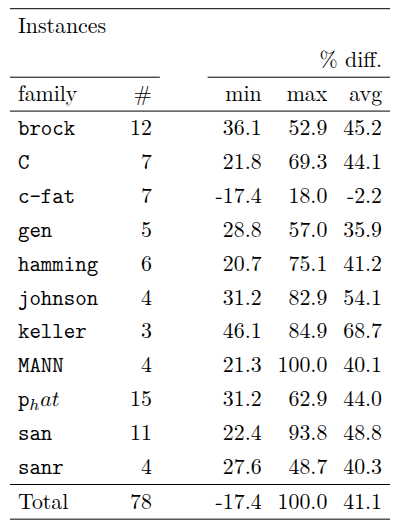 Instances
% diff.
family # min max avg
brock 12 36.1 52.9 45.2
C 7 21.8 69.3 44.1
c-fat 7 -17.4 18.0 -2.2
gen 5 28.8 57.0 35.9
hamming 6 20.7 75.1 41.2
johnson 4 31.2 82.9 54.1
keller 3 46.1 84.9 68.7
MANN 4 21.3 100.0 40.1
pₕat 15 31.2 62.9 44.0
san 11 22.4 93.8 48.8
sanr 4 27.6 48.7 40.3
Total 78 -17.4 100.0 41.1